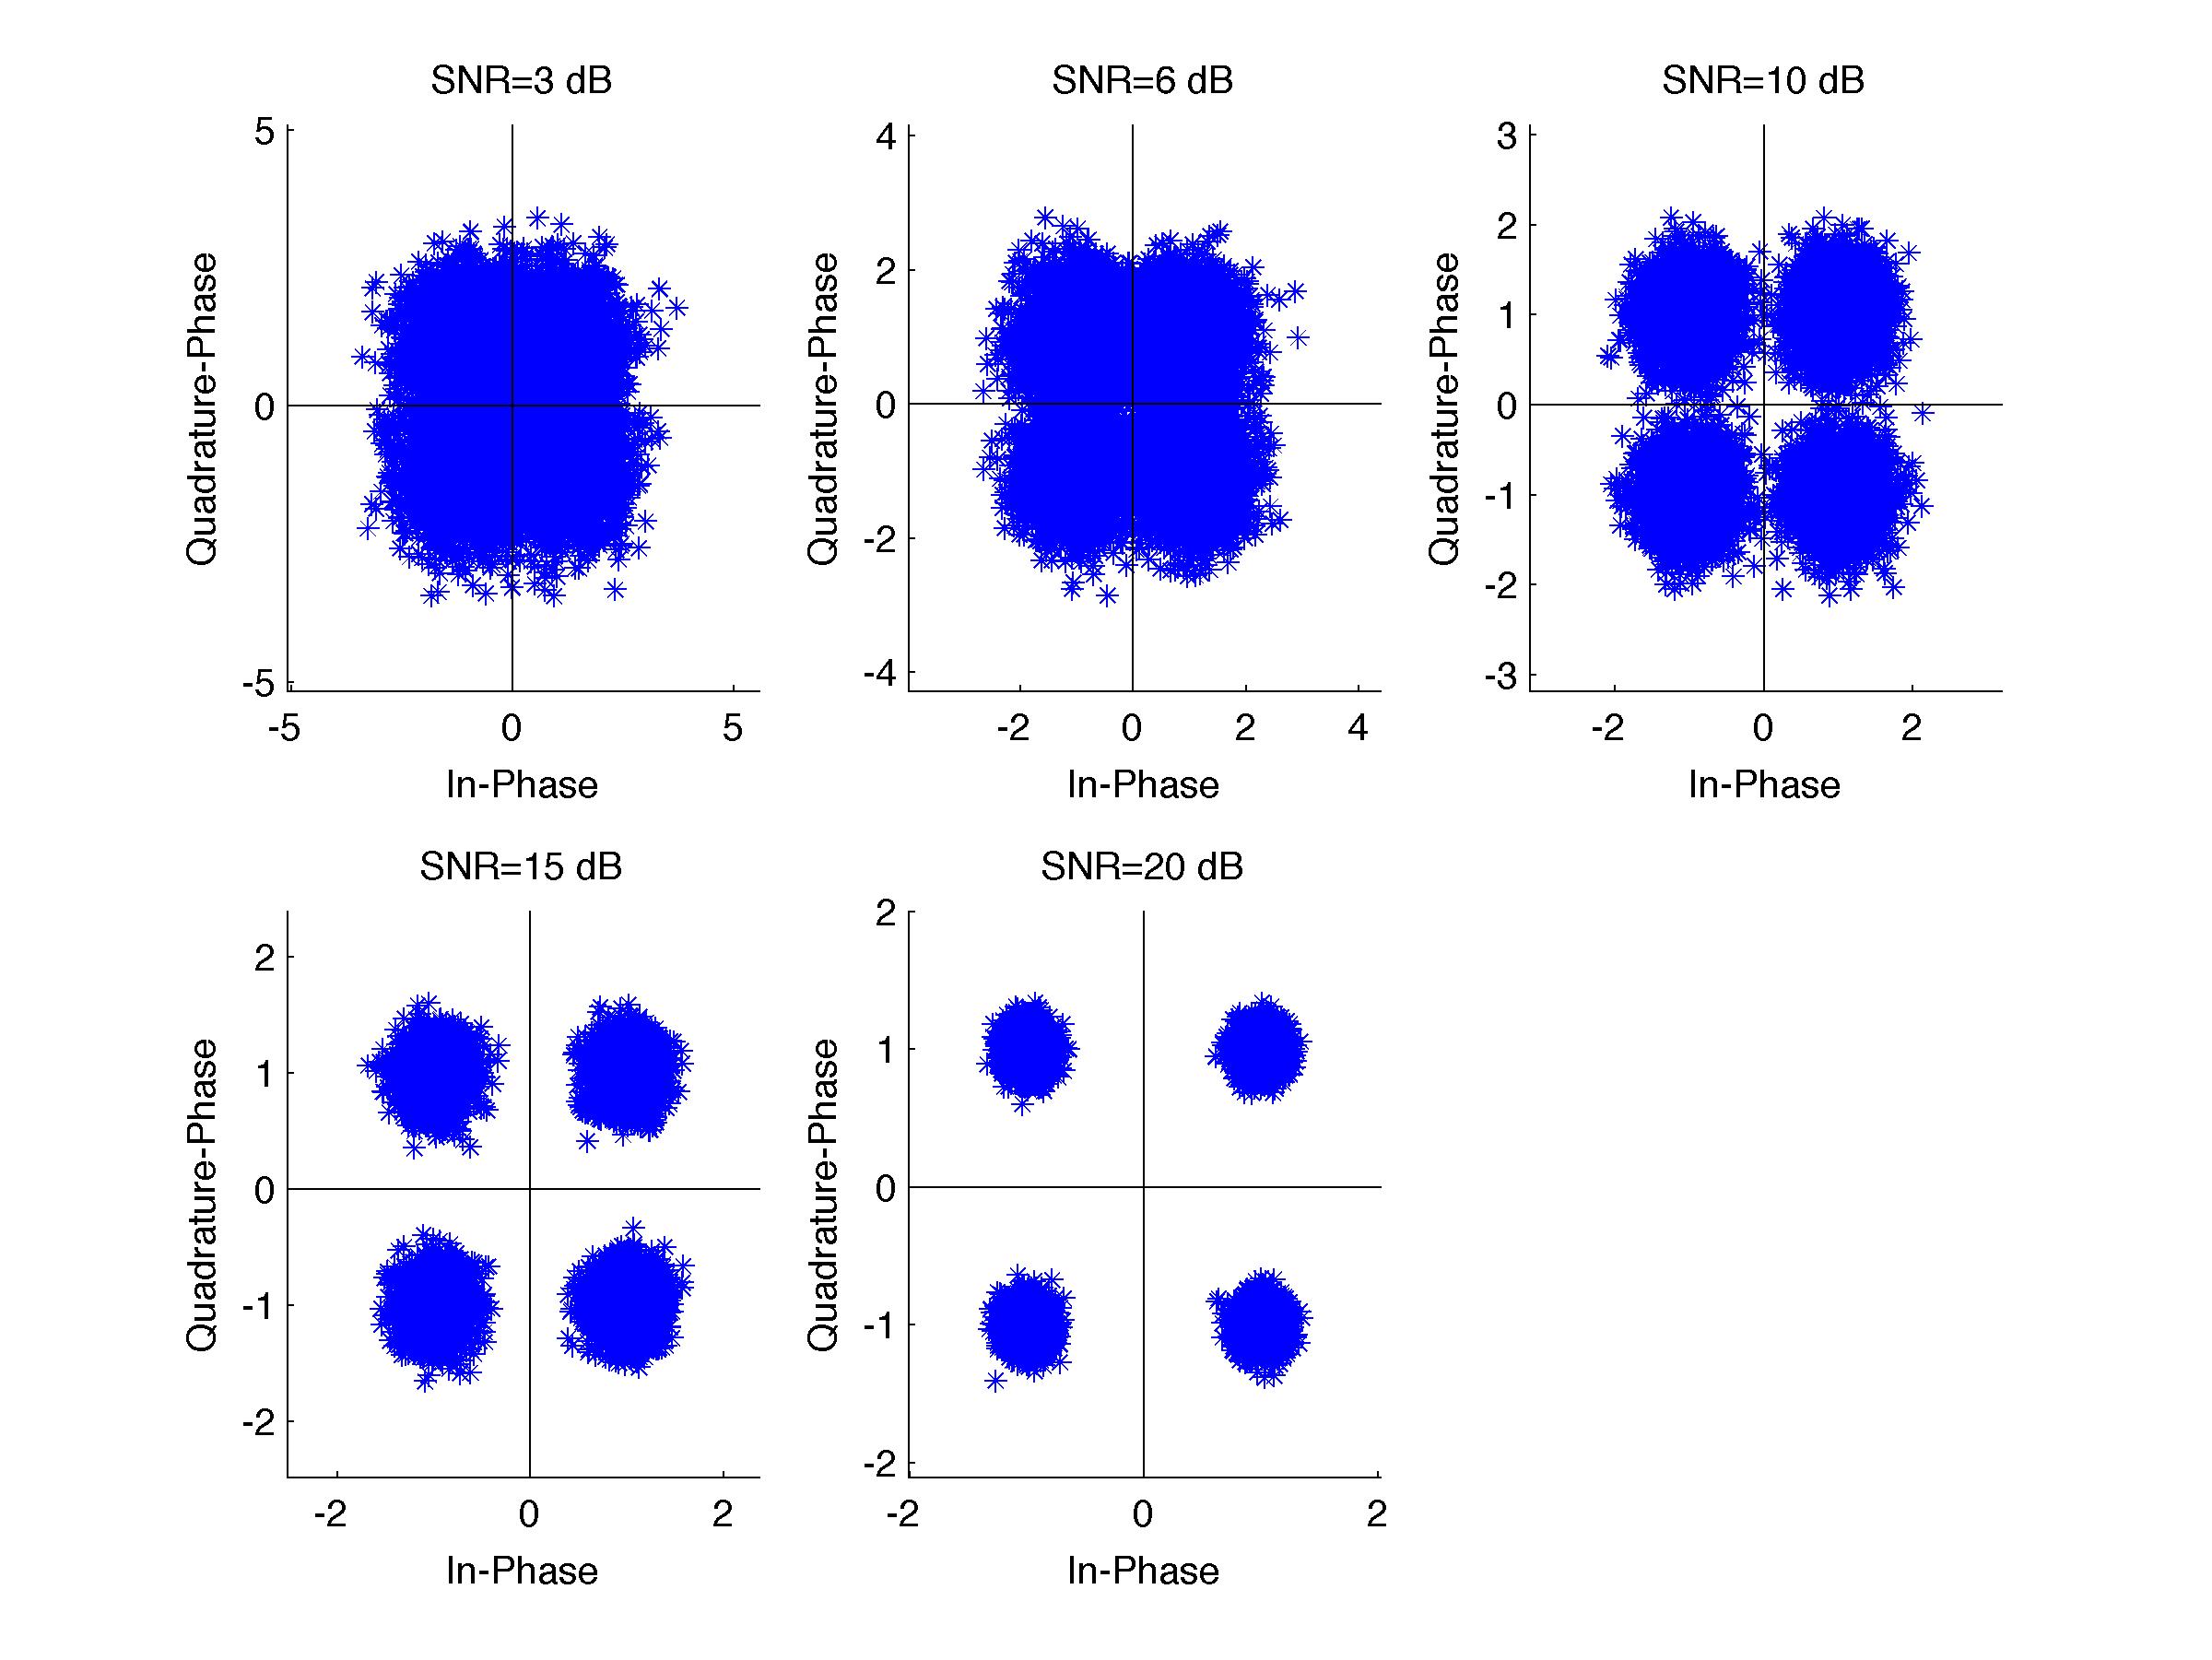 SNR=3 dB
5
0
-5
-5 0 5
Quadrature-Phase
In-Phase
SNR=6 dB
4
2
0
-2
-4
-2 0 2 4
Quadrature-Phase
In-Phase
SNR=10 dB
3
2
1
0
-1
-2
-3
-2 0 2
Quadrature-Phase
In-Phase
SNR=15 dB
2
1
0
-1
-2
-2 0 2
Quadrature-Phase
In-Phase
SNR=20 dB
2
1
0
-1
-2
-2 0 2
Quadrature-Phase
In-Phase